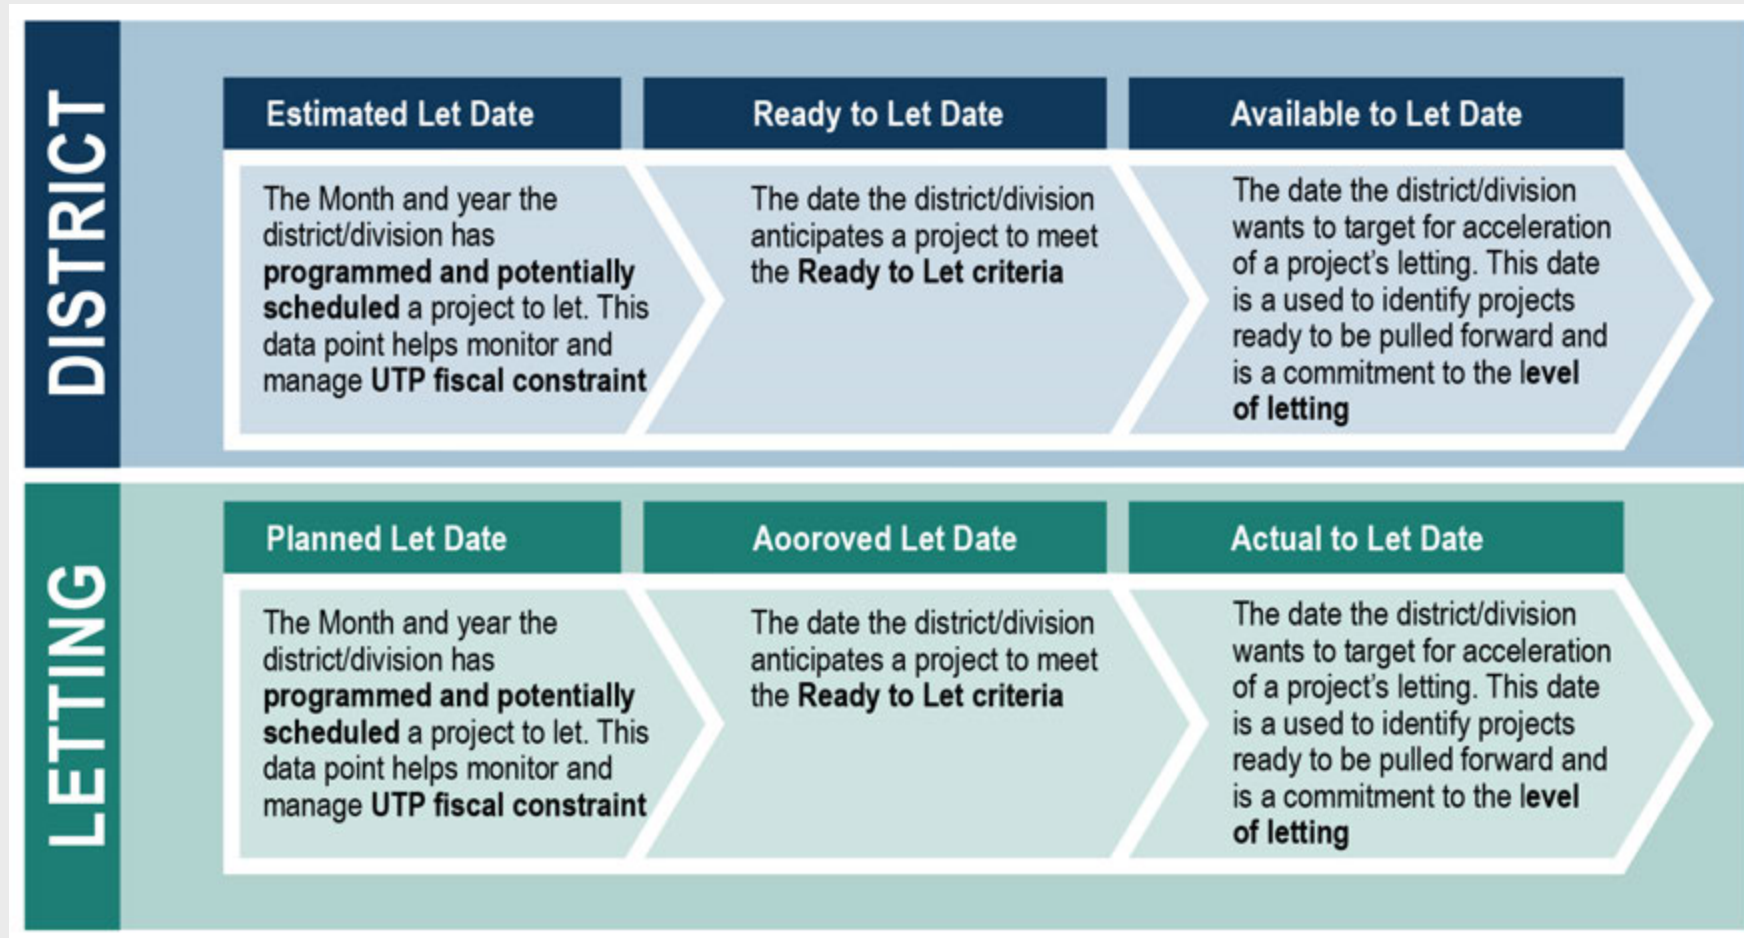 DISTRICT
Estimated Let Date
The Month and year the
district/division has
programmed and potentially
scheduled a project to let. This
data point helps monitor and
manage UTP fiscal constraint
Ready to Let Date
The date the district/division
anticipates a project to meet
the Ready to Let criteria
Available to Let Date
The date the district/division
wants to target for acceleration
of a project's letting. This date
is a used to identify projects
ready to be pulled forward and
is a commitment to the level
of letting
LETTING
Planned Let Date
The Month and year the
district/division has
programmed and potentially
scheduled a project to let. This
data point helps monitor and
manage UTP fiscal constraint
Aooroved Let Date
The date the district/division
anticipates a project to meet
the Ready to Let criteria
Actual to Let Date
The date the district/division
wants to target for acceleration
of a project's letting. This date
is a used to identify projects
ready to be pulled forward and
is a commitment to the level
of letting